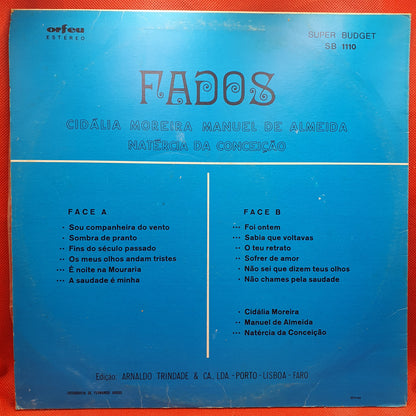 orfeu
ESTEREO
SUPER BUDGET
SB 1110
FADOS
CIDÁLIA MOREIRA MANUEL DE ALMEIDA
NATÉRCIA DA CONCEIÇÃO
FACE A
· Sou companheira do vento
· Sombra de pranto
·· Fins do século passado
·· Os meus olhos andam tristes
··· É noite na Mouraria
··· A saudade é minha
FACE B
··· Foi ontem
··· Sabia que voltavas
·· O teu retrato
·· Sofrer de amor
· Não sei que dizem teus olhos
· Não chames pela saudade
· Cidália Moreira
·· Manuel de Almeida
··· Natércia da Conceição
Edição: ARNALDO TRINDADE & CA, LDA.-PORTO-LISBOA-FARO